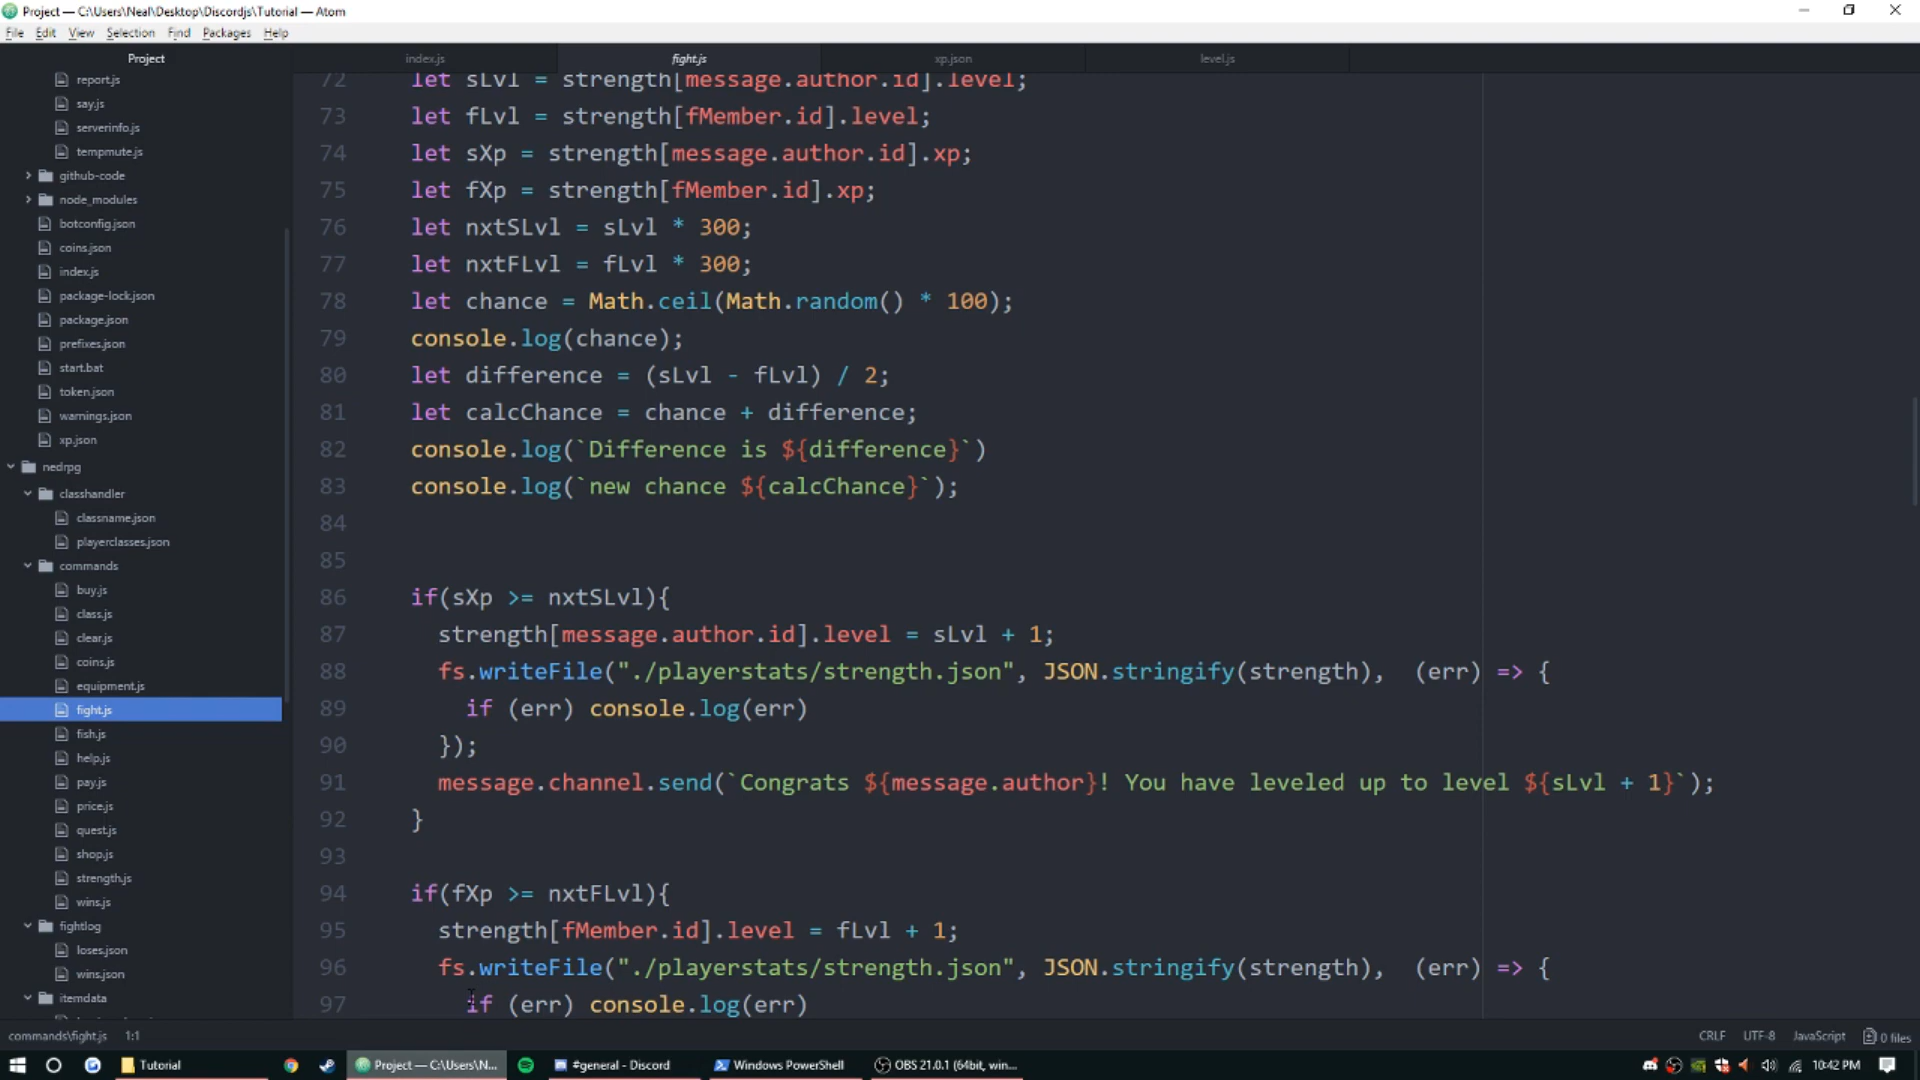 Project — C:\Users\Neal\Desktop\Discordjs\Tutorial — Atom
File Edit View Selection Find Packages Help
Project
index.js fight.js xp.json level.js
report.js
say.js
serverinfo.js
tempmute.js
github-code
node_modules
botconfig.json
coins.json
index.js
package-lock.json
package.json
prefixes.json
start.bat
token.json
warnings.json
xp.json
nedrpg
classhandler
classname.json
playerclasses.json
commands
buy.js
class.js
clear.js
coins.js
equipment.js
fight.js
fish.js
help.js
pay.js
price.js
quest.js
shop.js
strength.js
wins.js
fightlog
loses.json
wins.json
itemdata
72 let sLvl = strength[message.author.id].level;
73 let fLvl = strength[fMember.id].level;
74 let sXp = strength[message.author.id].xp;
75 let fXp = strength[fMember.id].xp;
76 let nxtSLvl = sLvl * 300;
77 let nxtFLvl = fLvl * 300;
78 let chance = Math.ceil(Math.random() * 100);
79 console.log(chance);
80 let difference = (sLvl - fLvl) / 2;
81 let calcChance = chance + difference;
82 console.log(`Difference is ${difference}`)
83 console.log(`new chance ${calcChance}`);
84
85
86 if(sXp >= nxtSLvl){
87 strength[message.author.id].level = sLvl + 1;
88 fs.writeFile("./playerstats/strength.json", JSON.stringify(strength), (err) => {
89 if (err) console.log(err)
90 });
91 message.channel.send(`Congrats ${message.author}! You have leveled up to level ${sLvl + 1}`);
92 }
93
94 if(fXp >= nxtFLvl){
95 strength[fMember.id].level = fLvl + 1;
96 fs.writeFile("./playerstats/strength.json", JSON.stringify(strength), (err) => {
97 if (err) console.log(err)
commands\fight.js 1:1 CRLF UTF-8 JavaScript 0 files
Tutorial Project — C:\Users\N... #general - Discord Windows PowerShell OBS 21.0.1 (64bit, win... 10:42 PM